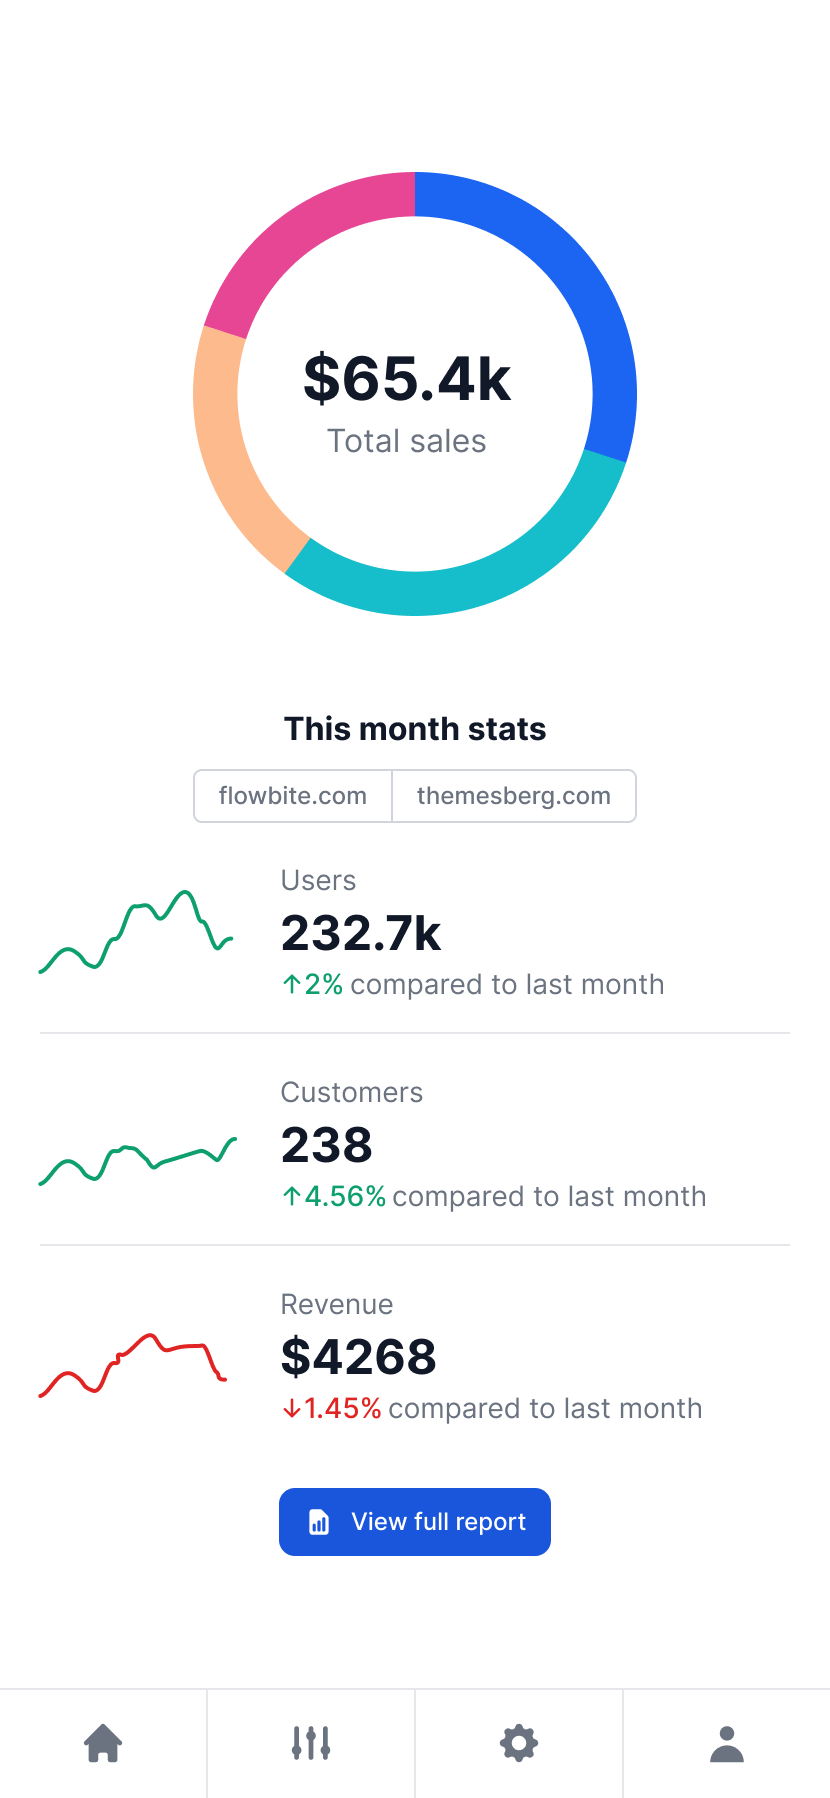 $65.4k
Total sales
This month stats
flowbite.com themesberg.com
Users
232.7k
↑2% compared to last month
Customers
238
↑4.56% compared to last month
Revenue
$4268
↓1.45% compared to last month
View full report